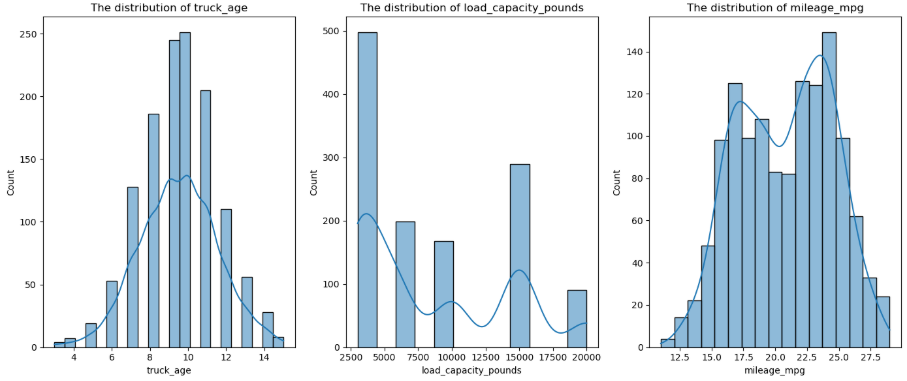 The distribution of truck_age
250
200
150
100
50
0
Count
4 6 8 10 12 14
truck_age
The distribution of load_capacity_pounds
500
400
300
200
100
0
Count
2500 5000 7500 10000 12500 15000 17500 20000
load_capacity_pounds
The distribution of mileage_mpg
140
120
100
80
60
40
20
0
Count
12.5 15.0 17.5 20.0 22.5 25.0 27.5
mileage_mpg